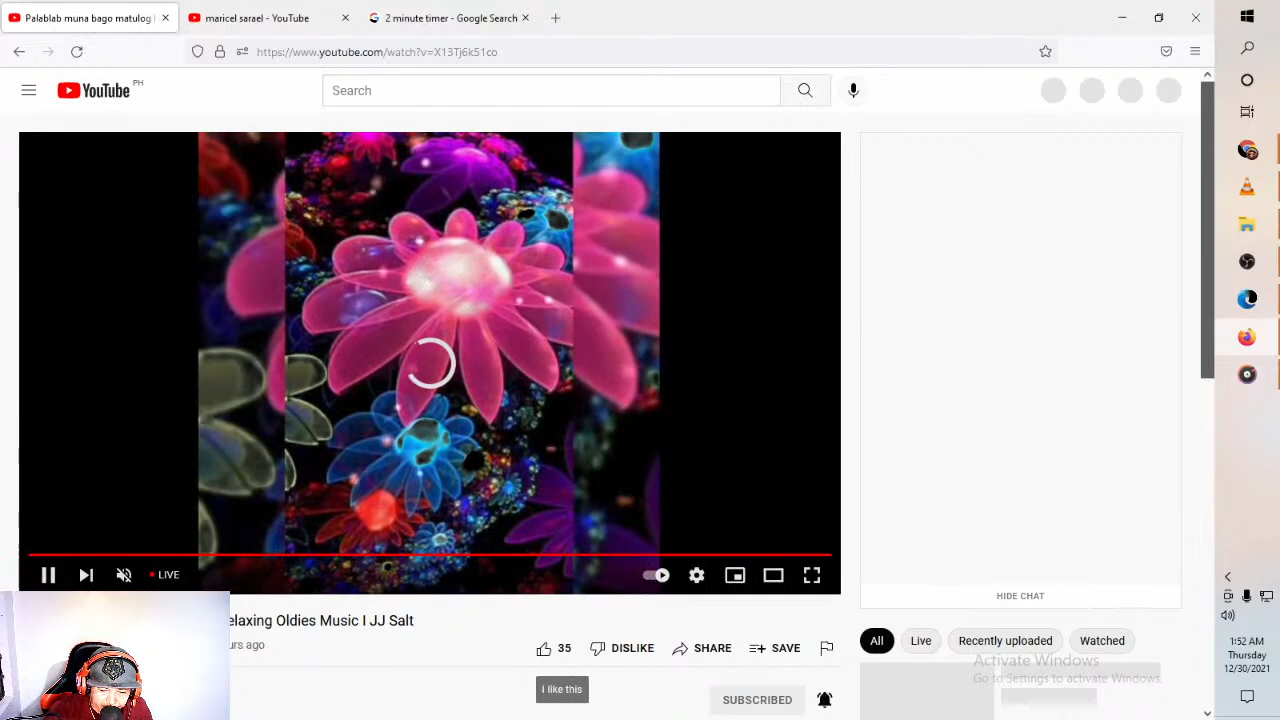 Palablab muna bago matulog
maricel sarael - YouTube
2 minute timer - Google Search
https://www.youtube.com/watch?v=X13Tj6k51co
YouTube PH
Search
LIVE
HIDE CHAT
elaxing Oldies Music I JJ Salt
urs ago
35
DISLIKE
SHARE
SAVE
i like this
SUBSCRIBED
All
Live
Recently uploaded
Watched
Activate Windows
Go to Settings to activate Windows.
1:52 AM
Thursday
12/30/2021